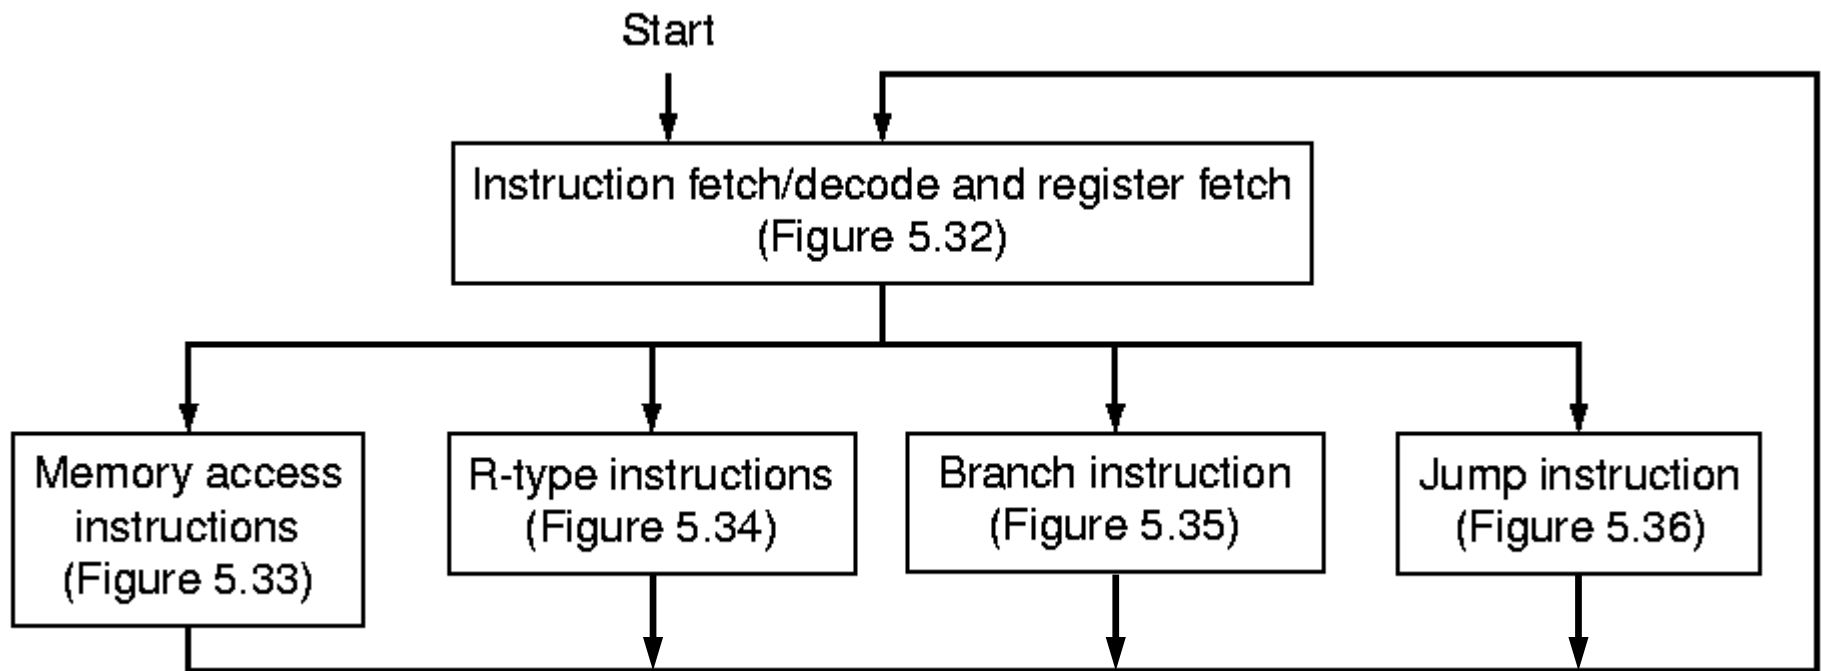 Start
Instruction fetch/decode and register fetch
(Figure 5.32)
Memory access
instructions
(Figure 5.33)
R-type instructions
(Figure 5.34)
Branch instruction
(Figure 5.35)
Jump instruction
(Figure 5.36)